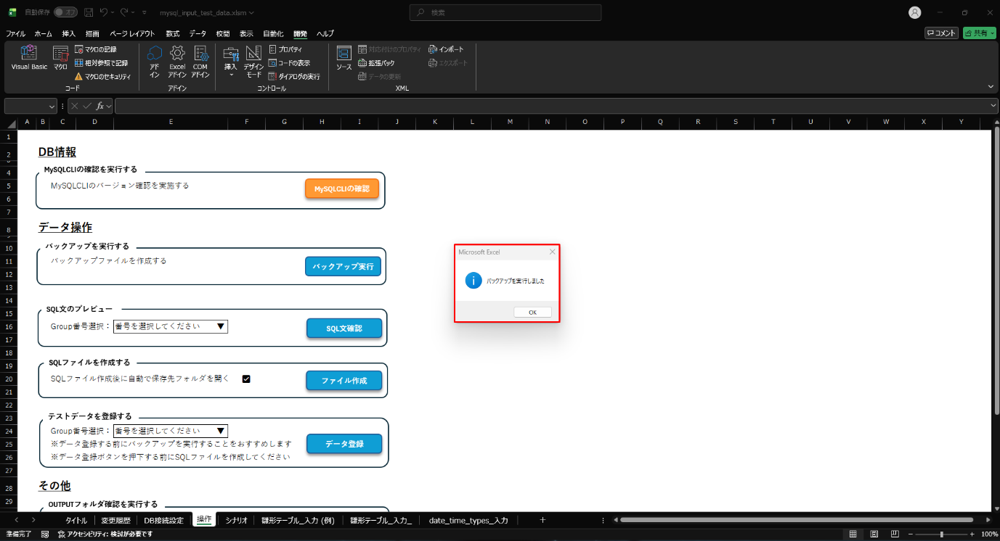 自動保存 オフ mysql_input_test_data.xlsm 検索
ファイル ホーム 挿入 描画 ページ レイアウト 数式 データ 校閲 表示 自動化 開発 ヘルプ コメント 共有
Visual Basic マクロ マクロの記録 相対参照で記録 マクロのセキュリティ
アドイン Excel アドイン COM アドイン
挿入 デザイン モード プロパティ コードの表示 ダイアログの実行
ソース 対応付けのプロパティ 拡張パック データの更新 インポート エクスポート
コード アドイン コントロール XML
fx
A B C D E F G H I J K L M N O P Q R S T U V W X Y
1
2 DB情報
3
4 MySQLCLIの確認を実行する
5 MySQLCLIのバージョン確認を実施する MySQLCLIの確認
6
7
8 データ操作
9
10 バックアップを実行する
11 バックアップファイルを作成する バックアップ実行
12
13
14
15 SQL文のプレビュー
16 Group番号選択： 番号を選択してください ▼ SQL文確認
17
18
19 SQLファイルを作成する
20 SQLファイル作成後に自動で保存先フォルダを開く ファイル作成
21
22
23 テストデータを登録する
24 Group番号選択： 番号を選択してください ▼
25 ※データ登録する前にバックアップを実行することをおすすめします データ登録
26 ※データ登録ボタンを押下する前にSQLファイルを作成してください
27
28 その他
29 OUTPUTフォルダ確認を実行する
Microsoft Excel
バックアップを実行しました
OK
タイトル 変更履歴 DB接続設定 操作 シナリオ 雛形テーブル_入力 (例) 雛形テーブル_入力_ date_time_types_入力
準備完了 アクセシビリティ: 検討が必要です 100%